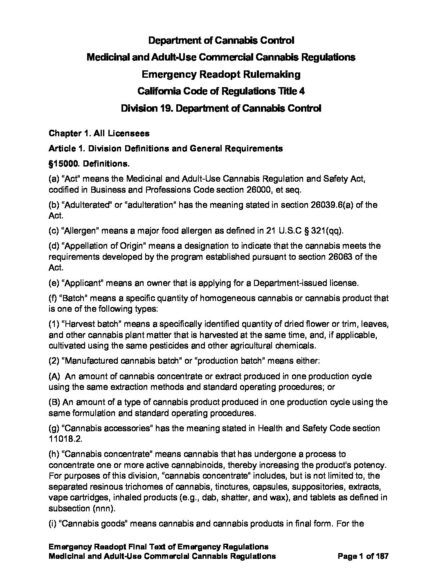 Department of Cannabis Control
Medicinal and Adult-Use Commercial Cannabis Regulations
Emergency Readopt Rulemaking
California Code of Regulations Title 4
Division 19. Department of Cannabis Control
Chapter 1. All Licensees
Article 1. Division Definitions and General Requirements
§15000. Definitions.
(a) "Act" means the Medicinal and Adult-Use Cannabis Regulation and Safety Act,
codified in Business and Professions Code section 26000, et seq.
(b) "Adulterated" or "adulteration" has the meaning stated in section 26039.6(a) of the
Act.
(c) "Allergen" means a major food allergen as defined in 21 U.S.C § 321(qq).
(d) "Appellation of Origin" means a designation to indicate that the cannabis meets the
requirements developed by the program established pursuant to section 26063 of the
Act.
(e) "Applicant" means an owner that is applying for a Department-issued license.
(f) "Batch" means a specific quantity of homogeneous cannabis or cannabis product that
is one of the following types:
(1) "Harvest batch" means a specifically identified quantity of dried flower or trim, leaves,
and other cannabis plant matter that is harvested at the same time, and, if applicable,
cultivated using the same pesticides and other agricultural chemicals.
(2) "Manufactured cannabis batch" or "production batch" means either:
(A) An amount of cannabis concentrate or extract produced in one production cycle
using the same extraction methods and standard operating procedures; or
(B) An amount of a type of cannabis product produced in one production cycle using the
same formulation and standard operating procedures.
(g) "Cannabis accessories" has the meaning stated in Health and Safety Code section
11018.2.
(h) "Cannabis concentrate" means cannabis that has undergone a process to
concentrate one or more active cannabinoids, thereby increasing the product's potency.
For purposes of this division, "cannabis concentrate" includes, but is not limited to, the
separated resinous trichomes of cannabis, tinctures, capsules, suppositories, extracts,
vape cartridges, inhaled products (e.g., dab, shatter, and wax), and tablets as defined in
subsection (nnn).
(i) "Cannabis goods" means cannabis and cannabis products in final form. For the
Emergency Readopt Final Text of Emergency Regulations
Medicinal and Adult-Use Commercial Cannabis Regulations Page 1 of 187